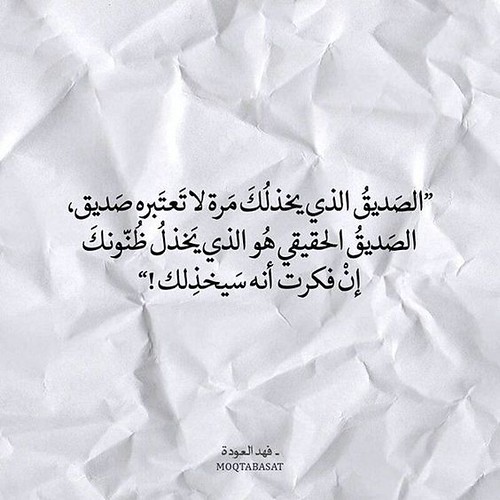 ”الصَديقُ الذي يخذلُكَ مَرة لا تَعتَبره صَديق،
الصَديقُ الحقيقي هُو الذي يَخذلُ ظُنّونكَ
إنْ فكرت أنه سَيخذِلك !“
ـ فهد العودة
MOQTABASAT